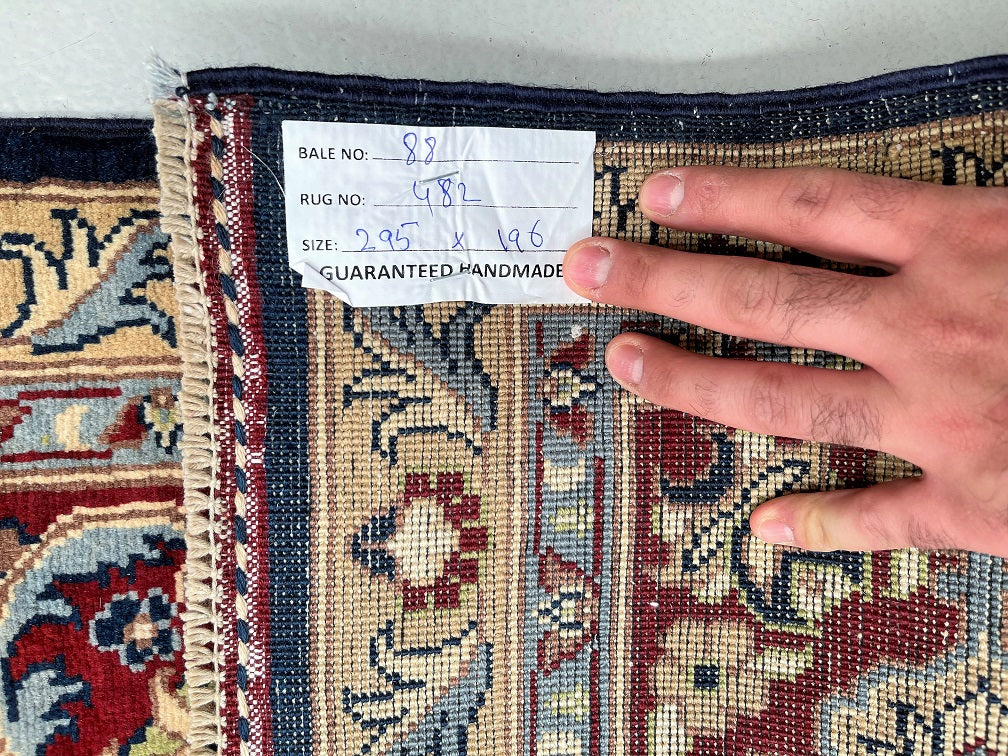 BALE NO: 88
RUG NO: 482
SIZE: 295 x 196
GUARANTEED HANDMADE